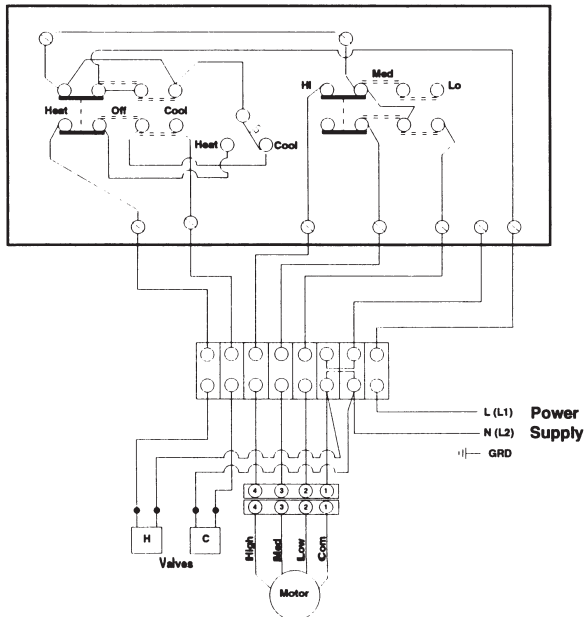 HI Med Lo
Heat Off Cool
Heat Cool
L (L1) Power
N (L2) Supply
GRD
4 3 2 1
4 3 2 1
H C
Valves
High Med Low Com
Motor